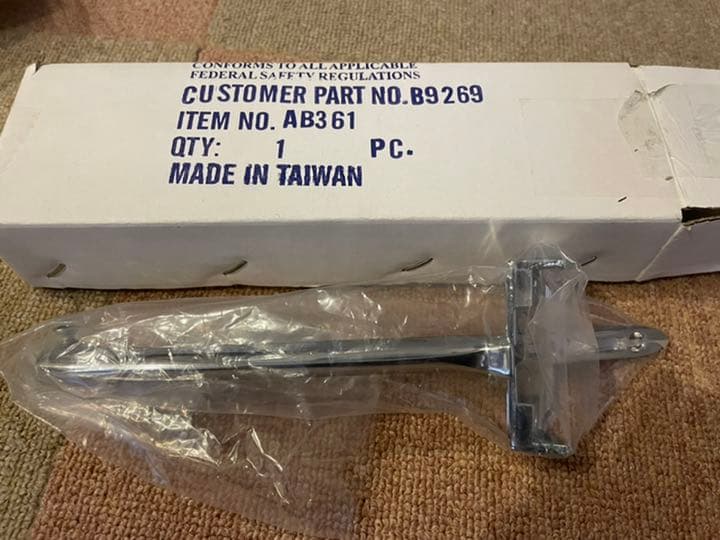 CONFORMS TO ALL APPLICABLE
FEDERAL SAFETY REGULATIONS
CUSTOMER PART NO.B9269
ITEM NO. AB361
QTY: 1 PC.
MADE IN TAIWAN